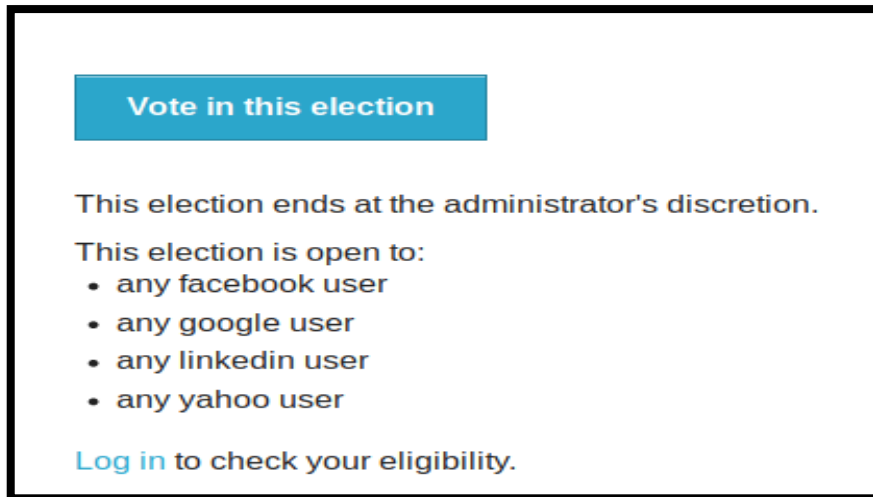 Vote in this election
This election ends at the administrator's discretion.
This election is open to:
• any facebook user
• any google user
• any linkedin user
• any yahoo user
Log in to check your eligibility.